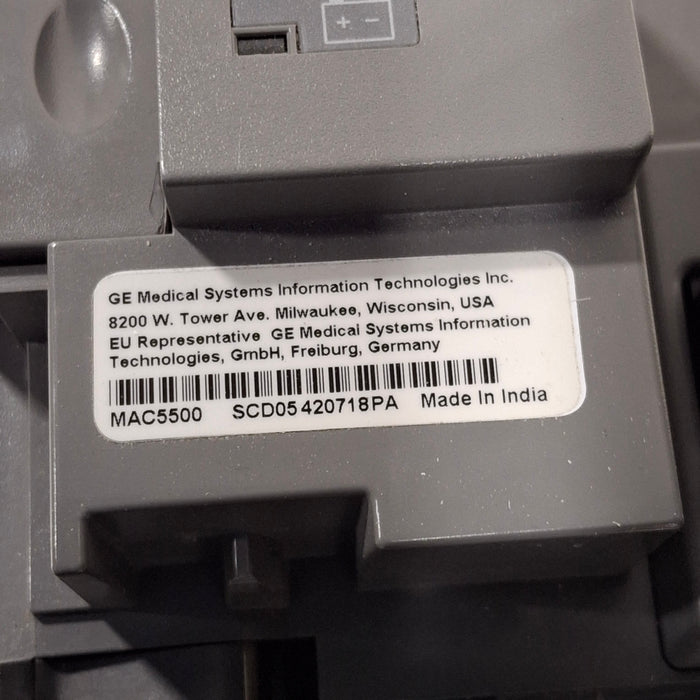 GE Medical Systems Information Technologies Inc.
8200 W. Tower Ave. Milwaukee, Wisconsin, USA
EU Representative GE Medical Systems Information
Technologies, GmbH, Freiburg, Germany
MAC5500 SCD05420718PA Made In India